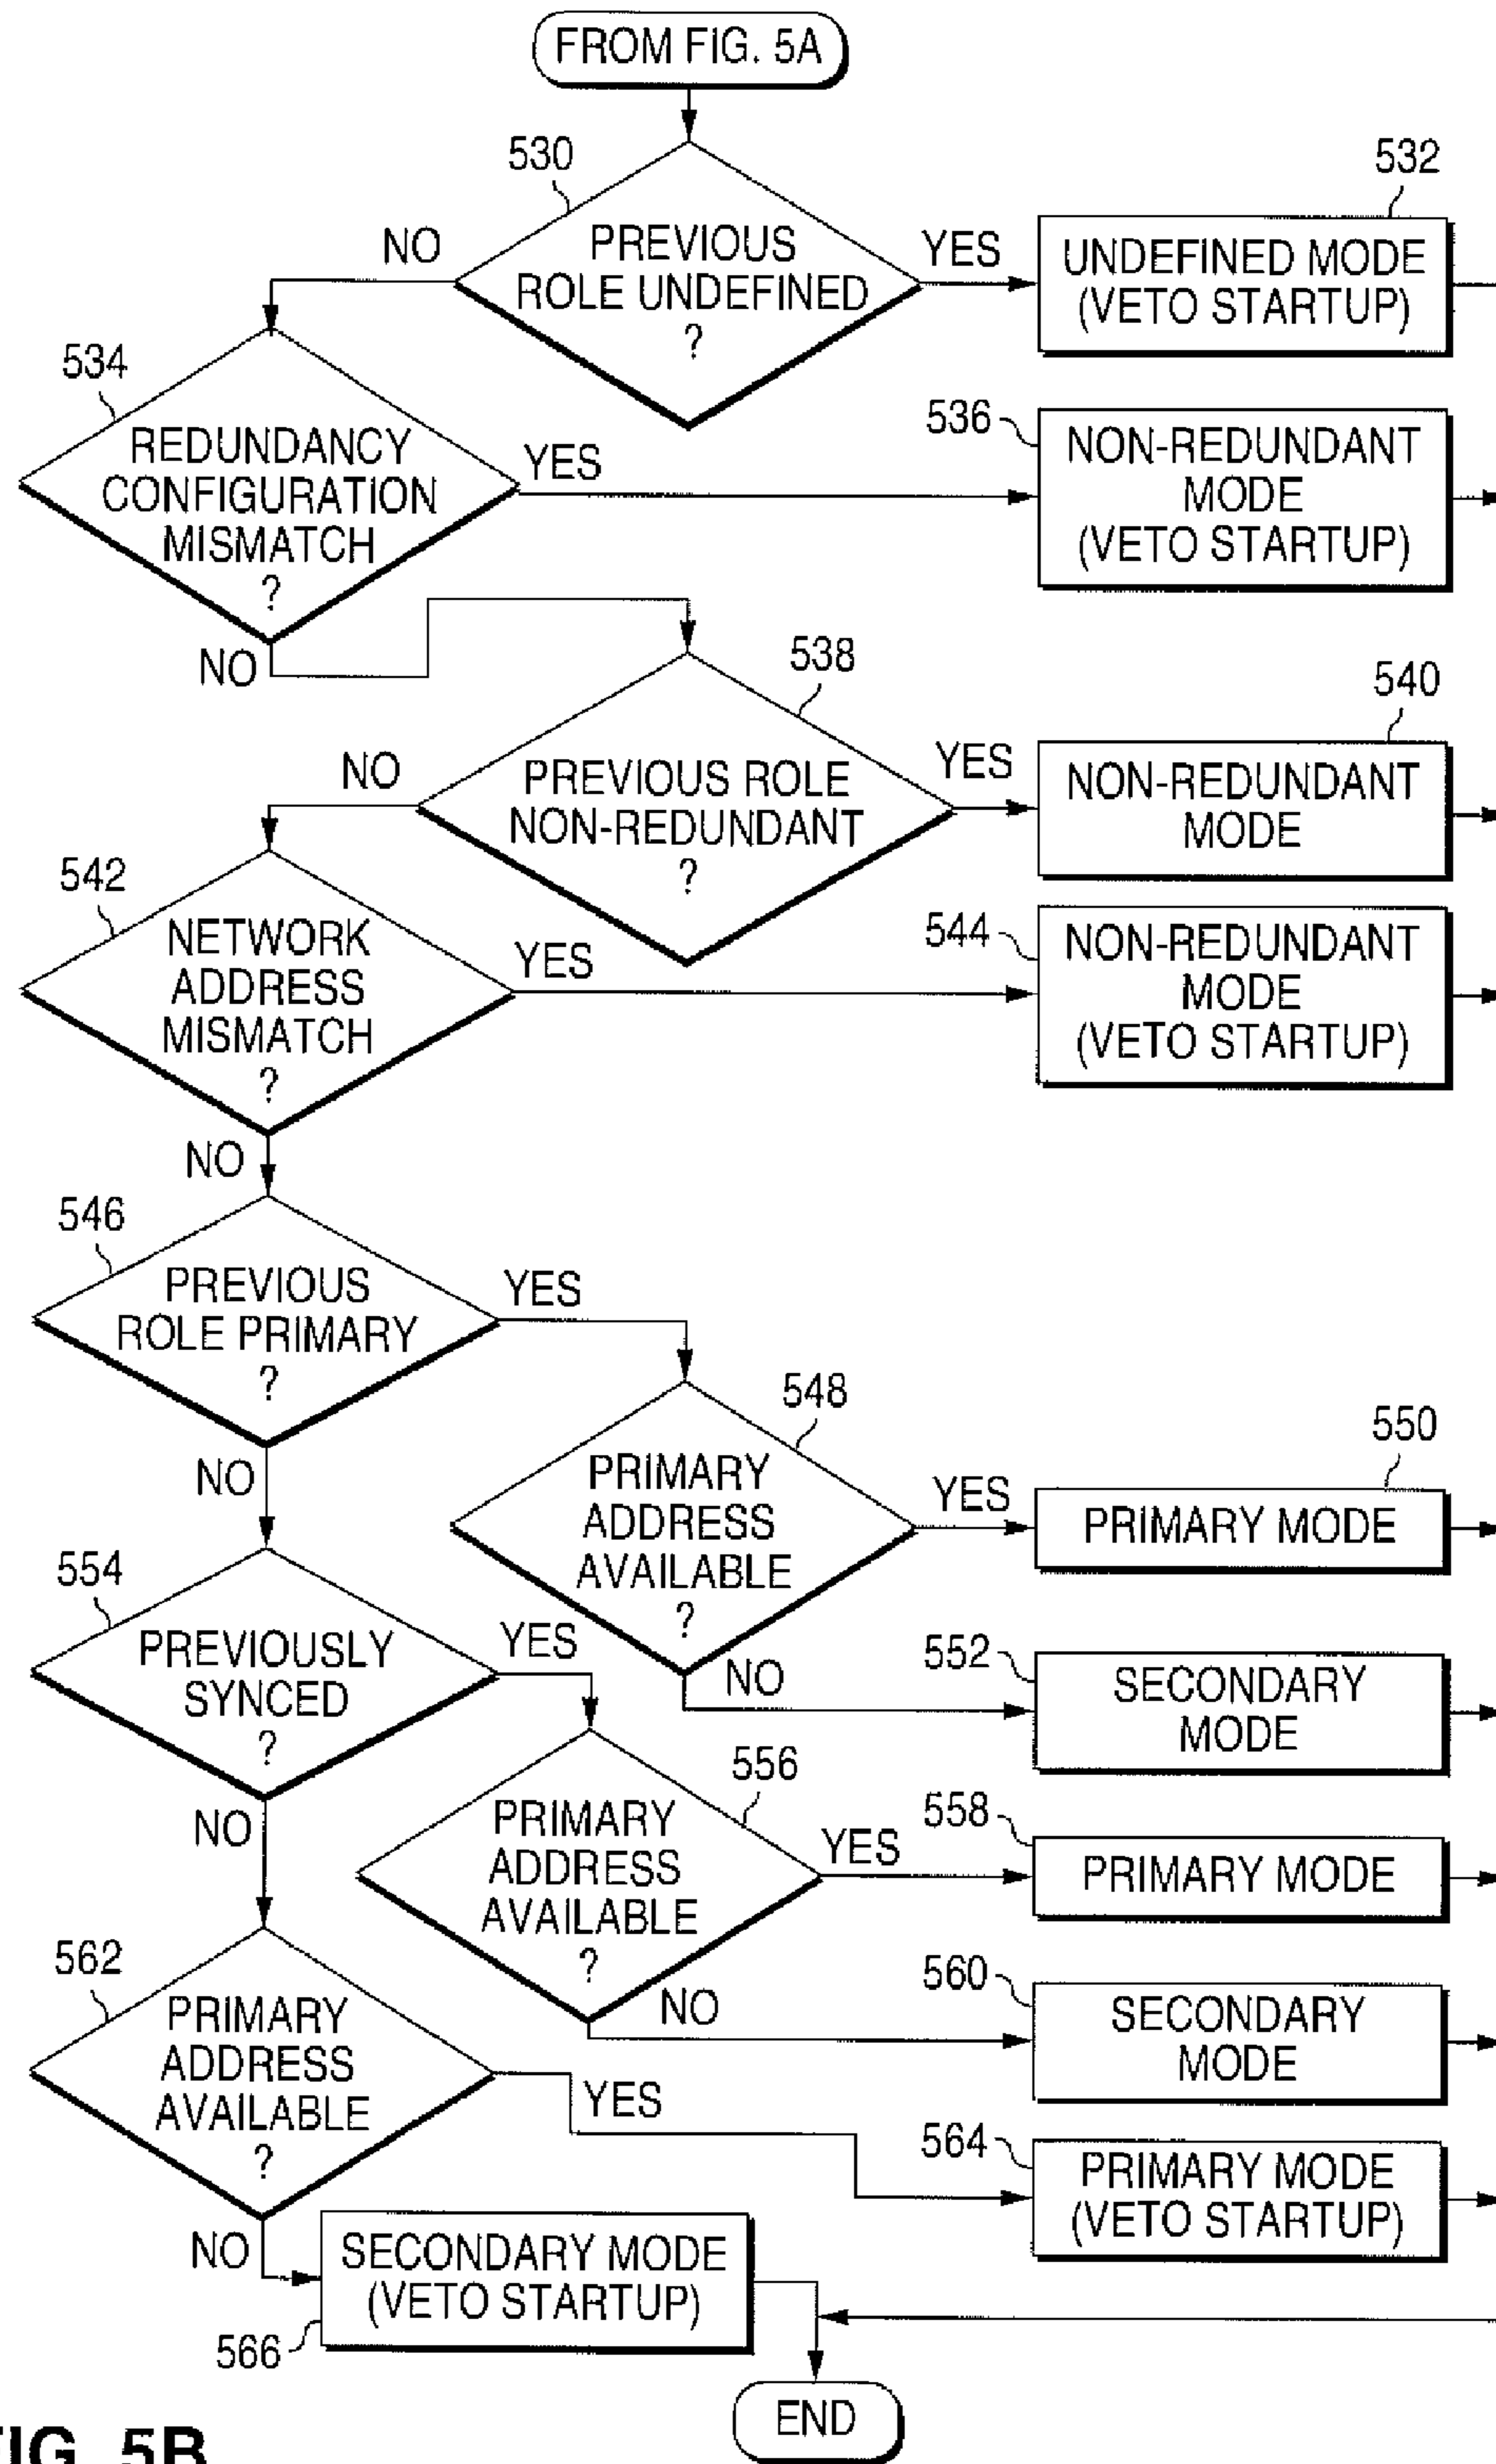 FROM FIG. 5A
530
532
PREVIOUS
ROLE UNDEFINED
?
NO
YES
UNDEFINED MODE
(VETO STARTUP)
534
REDUNDANCY
CONFIGURATION
MISMATCH
?
YES
NO
536
NON-REDUNDANT
MODE
(VETO STARTUP)
538
PREVIOUS ROLE
NON-REDUNDANT
?
NO
YES
540
NON-REDUNDANT
MODE
542
NETWORK
ADDRESS
MISMATCH
?
YES
NO
544
NON-REDUNDANT
MODE
(VETO STARTUP)
546
PREVIOUS
ROLE PRIMARY
?
YES
NO
548
PRIMARY
ADDRESS
AVAILABLE
?
YES
NO
550
PRIMARY MODE
552
SECONDARY
MODE
554
PREVIOUSLY
SYNCED
?
YES
NO
556
PRIMARY
ADDRESS
AVAILABLE
?
YES
NO
558
PRIMARY MODE
560
SECONDARY
MODE
562
PRIMARY
ADDRESS
AVAILABLE
?
YES
NO
564
PRIMARY MODE
(VETO STARTUP)
SECONDARY MODE
(VETO STARTUP)
566
END
FIG. 5B